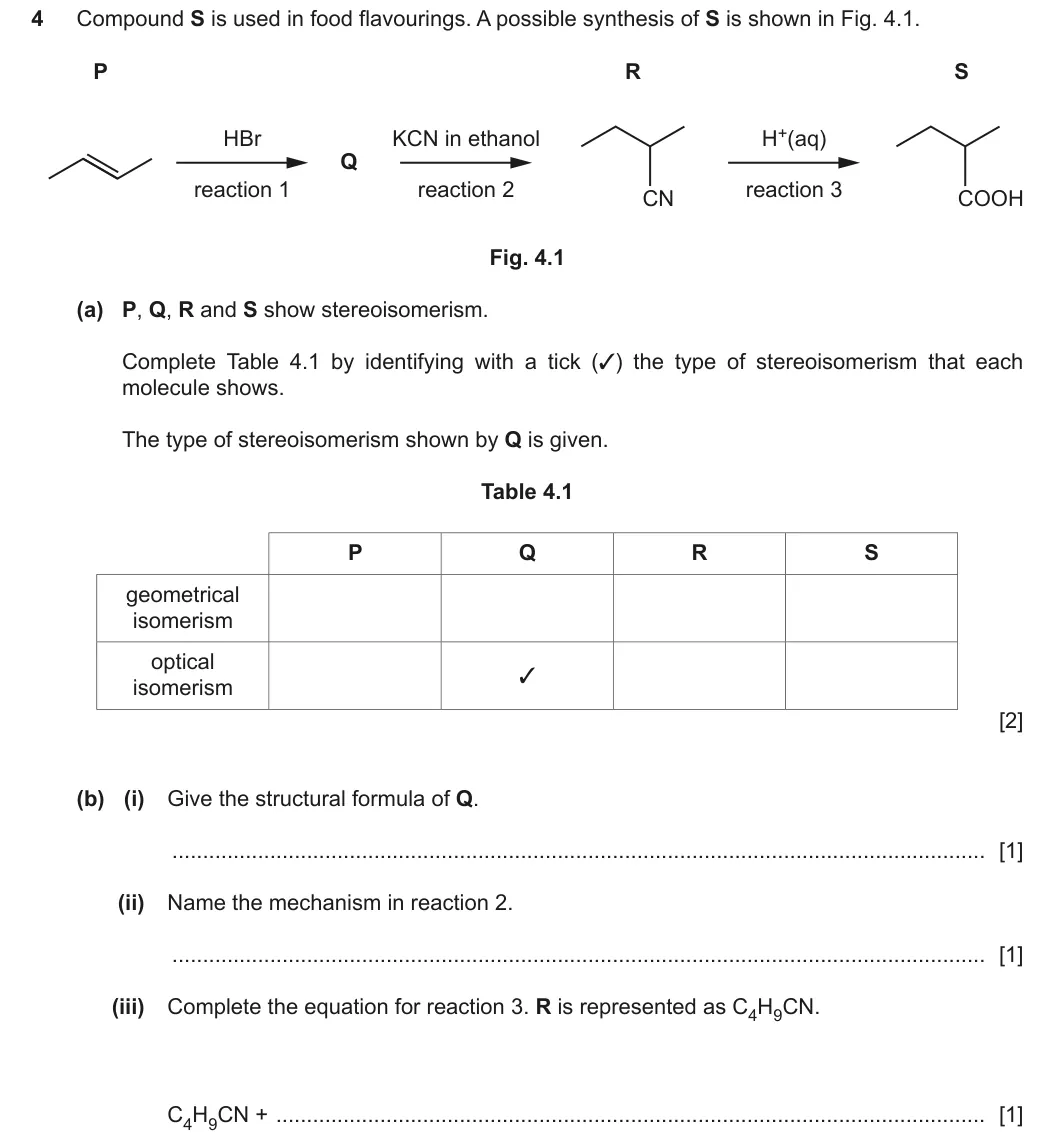 4 Compound S is used in food flavourings. A possible synthesis of S is shown in Fig. 4.1.
P R S
HBr KCN in ethanol H⁺(aq)
Q
reaction 1 reaction 2 reaction 3
CN COOH
Fig. 4.1
(a) P, Q, R and S show stereoisomerism.
Complete Table 4.1 by identifying with a tick (✓) the type of stereoisomerism that each
molecule shows.
The type of stereoisomerism shown by Q is given.
Table 4.1
P Q R S
geometrical
isomerism
optical
isomerism ✓
[2]
(b) (i) Give the structural formula of Q.
.......................................................................................................................................... [1]
(ii) Name the mechanism in reaction 2.
.......................................................................................................................................... [1]
(iii) Complete the equation for reaction 3. R is represented as C₄H₉CN.
C₄H₉CN + ..................................................................................................................... [1]